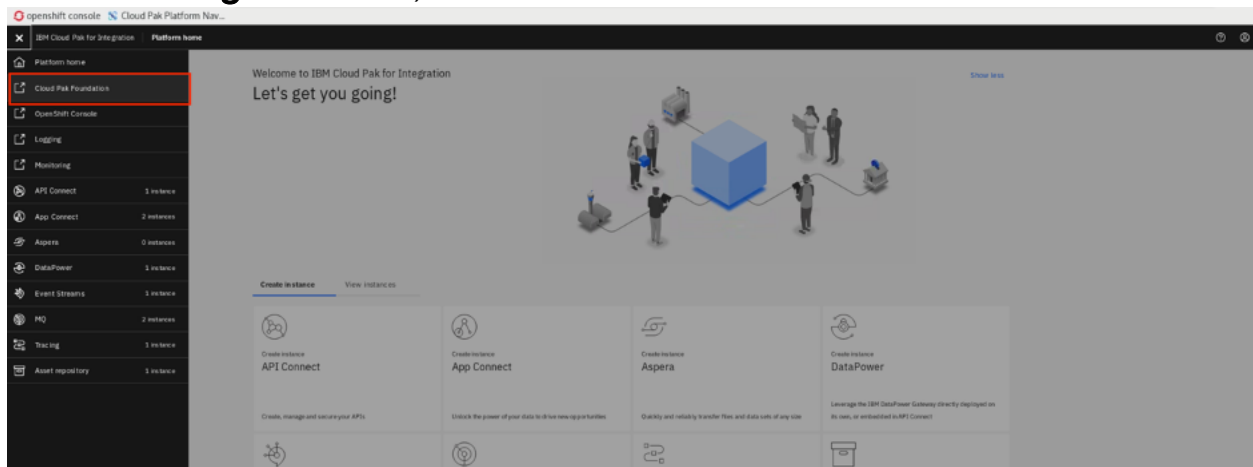 openshift console Cloud Pak Platform Nav...
IBM Cloud Pak for Integration Platform home
Platform home
Cloud Pak Foundation
OpenShift Console
Logging
Monitoring
API Connect 1 instance
App Connect 2 instances
Aspera 0 instances
DataPower 1 instance
Event Streams 1 instance
MQ 2 instances
Tracing 1 instance
Asset repository 1 instance
Welcome to IBM Cloud Pak for Integration
Show less
Let's get you going!
Create instance View instances
Create instance
API Connect
Create, manage and secure your APIs
Create instance
App Connect
Unlock the power of your data to drive new opportunities
Create instance
Aspera
Quickly and reliably transfer files and data sets of any size
Create instance
DataPower
Leverage the IBM DataPower Gateway directly deployed on
its own, or embedded in API Connect